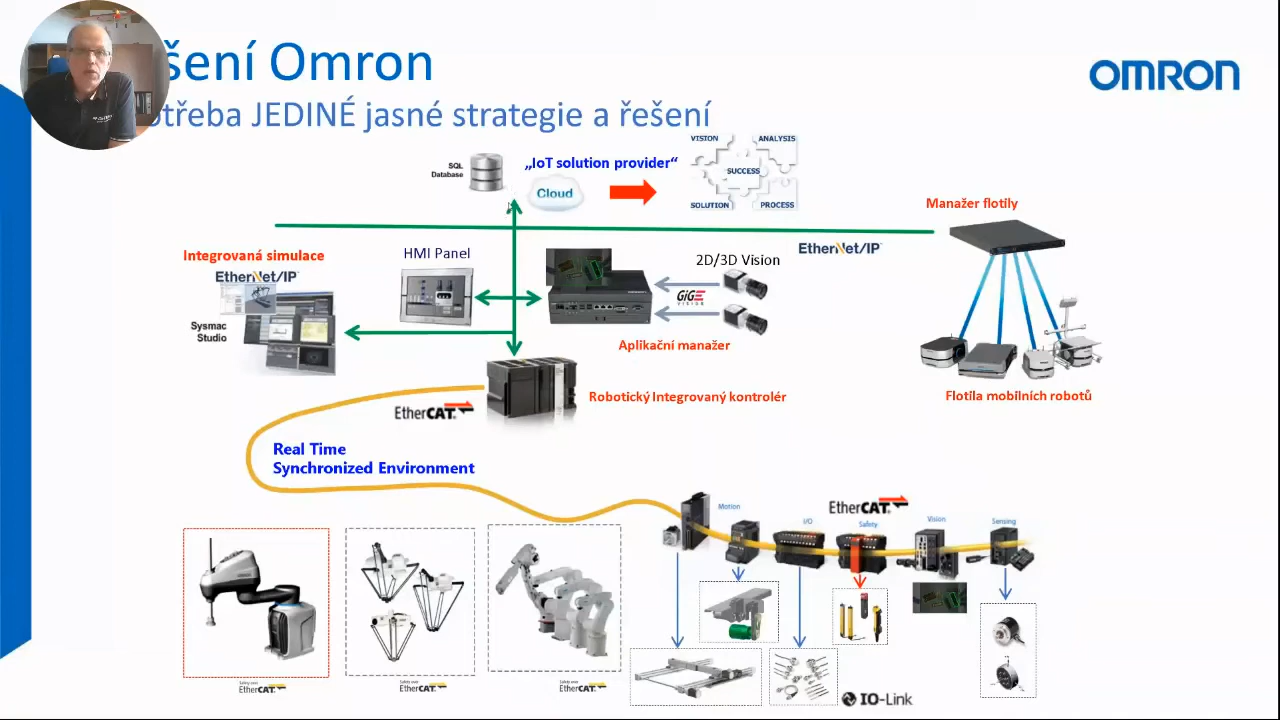 šení Omron
OMRON
třeba JEDINÉ jasné strategie a řešení
SQL
Database
„IoT solution provider“
Cloud
VISION
ANALYSIS
SUCCESS
SOLUTION
PROCESS
Manažer flotily
EtherNet/IP
Integrovaná simulace
EtherNet/IP
HMI Panel
2D/3D Vision
GiGE
VISION
Sysmac
Studio
Aplikační manažer
EtherCAT
Robotický Integrovaný kontrolér
Flotila mobilních robotů
Real Time
Synchronized Environment
EtherCAT
Motion
I/O
Safety
Vision
Sensing
Safety over
EtherCAT
Safety over
EtherCAT
Safety over
EtherCAT
IO-Link